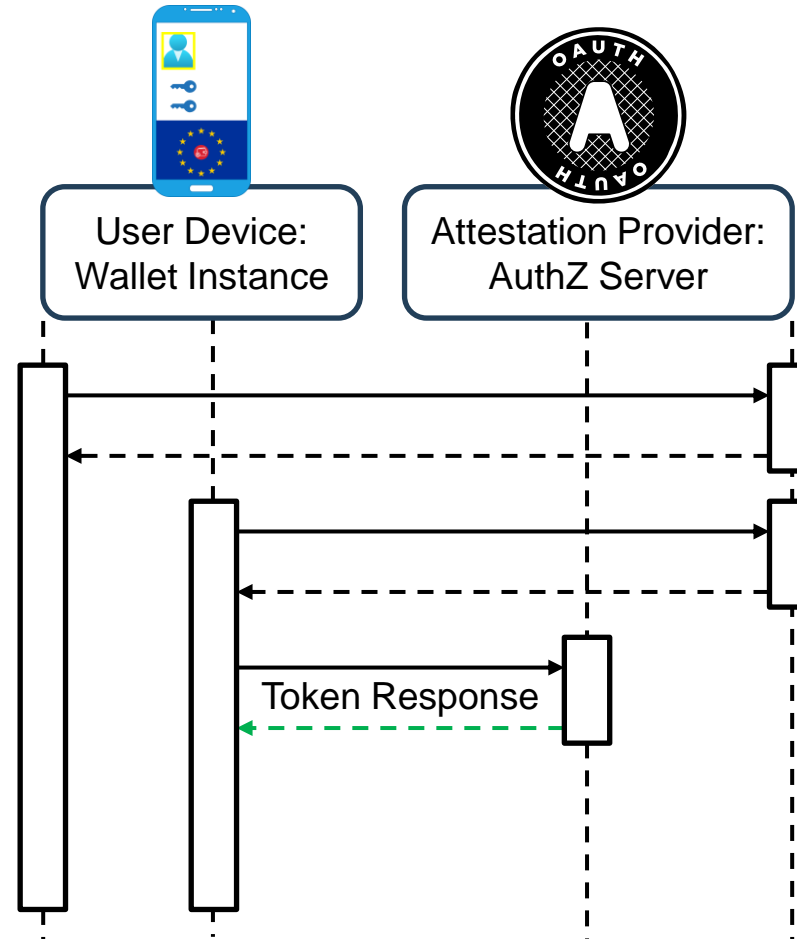 OAUTH
OAUTH
User Device:
Wallet Instance
Attestation Provider:
AuthZ Server
Token Response